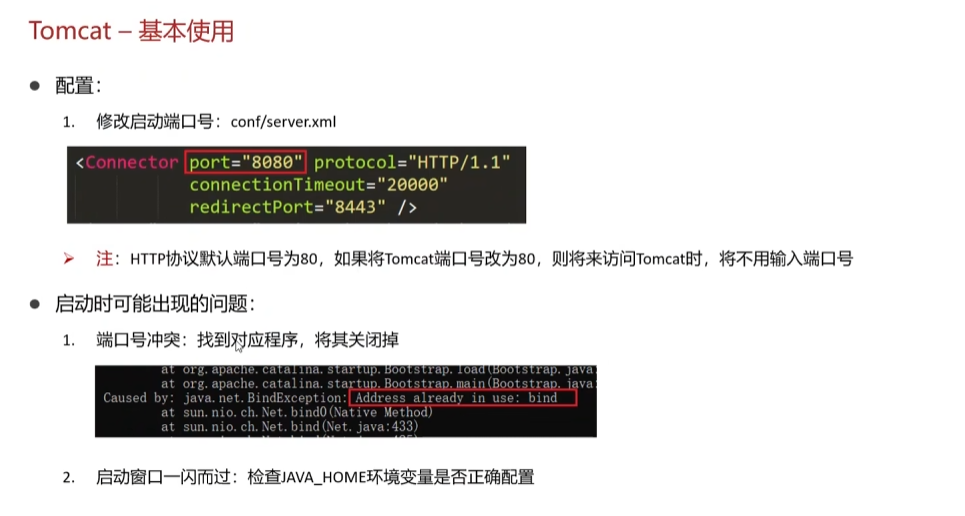 Tomcat – 基本使用
配置：
1. 修改启动端口号：conf/server.xml
<Connector port="8080" protocol="HTTP/1.1"
connectionTimeout="20000"
redirectPort="8443" />
注：HTTP协议默认端口号为80，如果将Tomcat端口号改为80，则将来访问Tomcat时，将不用输入端口号
启动时可能出现的问题：
1. 端口号冲突：找到对应程序，将其关闭掉
at org.apache.catalina.startup.Bootstrap.load(Bootstrap.java
at org.apache.catalina.startup.Bootstrap.main(Bootstrap.java
Caused by: java.net.BindException: Address already in use: bind
at sun.nio.ch.Net.bind0(Native Method)
at sun.nio.ch.Net.bind(Net.java:433)
2. 启动窗口一闪而过：检查JAVA_HOME环境变量是否正确配置